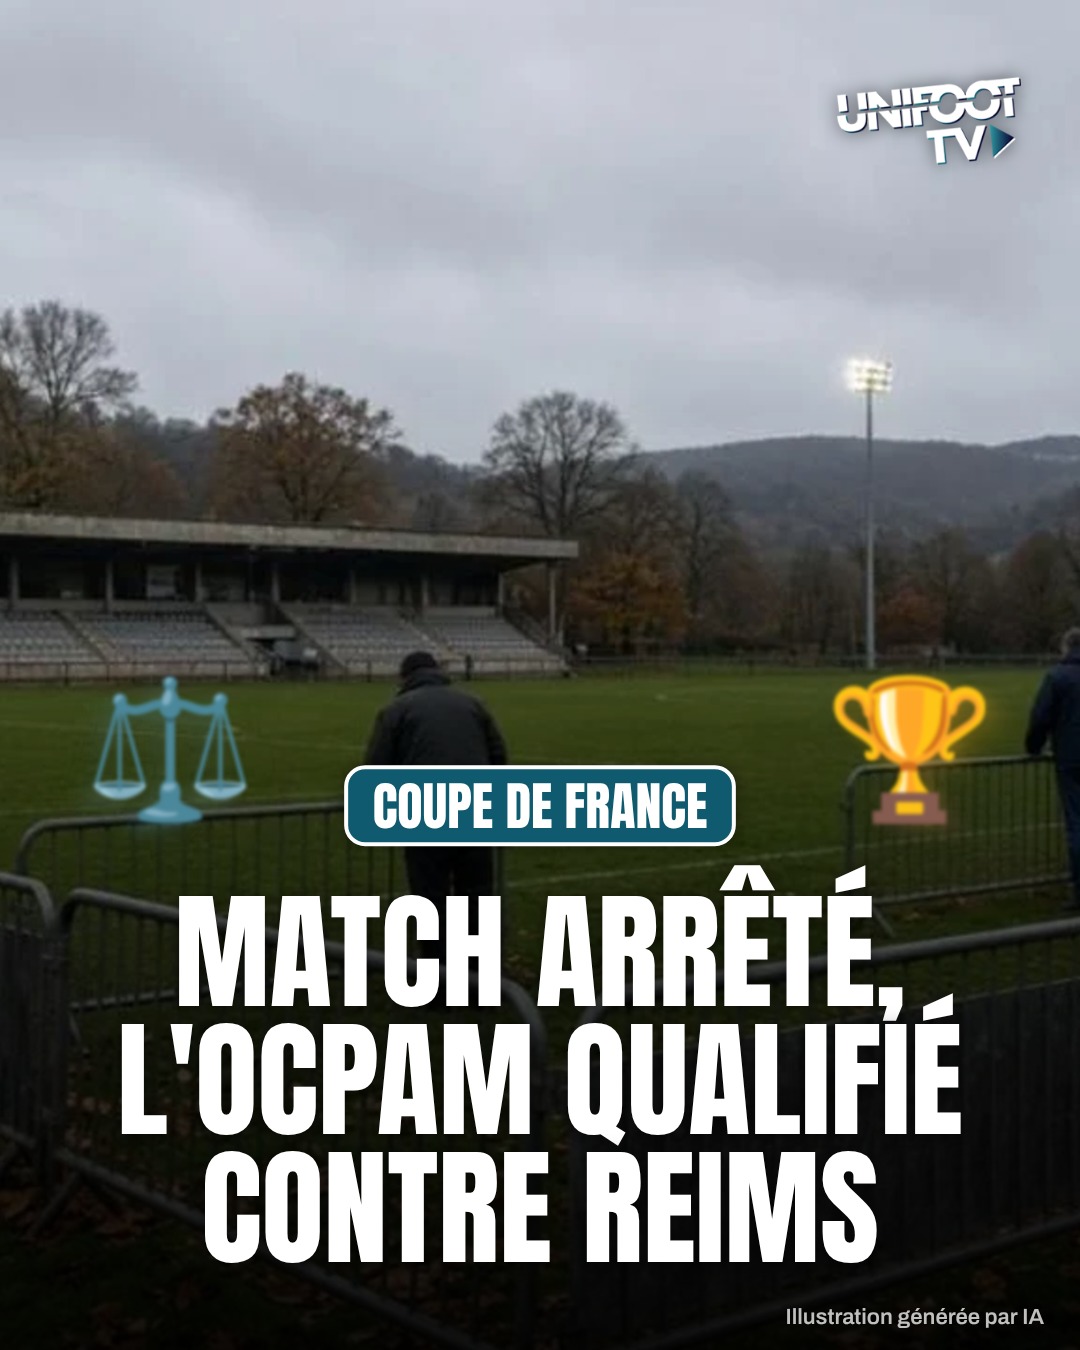 UNIFOOT
TV
COUPE DE FRANCE
MATCH ARRÊTÉ,
L'OCPAM QUALIFIÉ
CONTRE REIMS
Illustration générée par IA